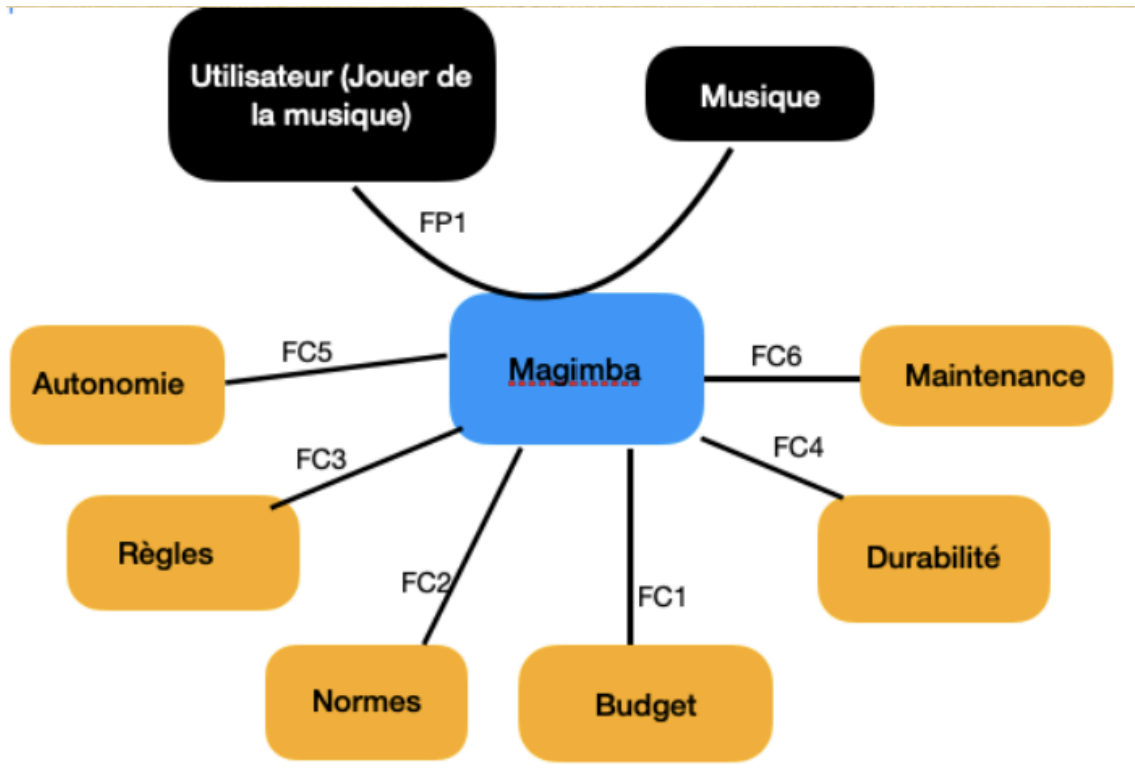 Utilisateur (Jouer de
la musique)
Musique
FP1
Magimba
FC5
FC6
Autonomie
Maintenance
FC3
FC4
Règles
Durabilité
FC2
FC1
Normes
Budget